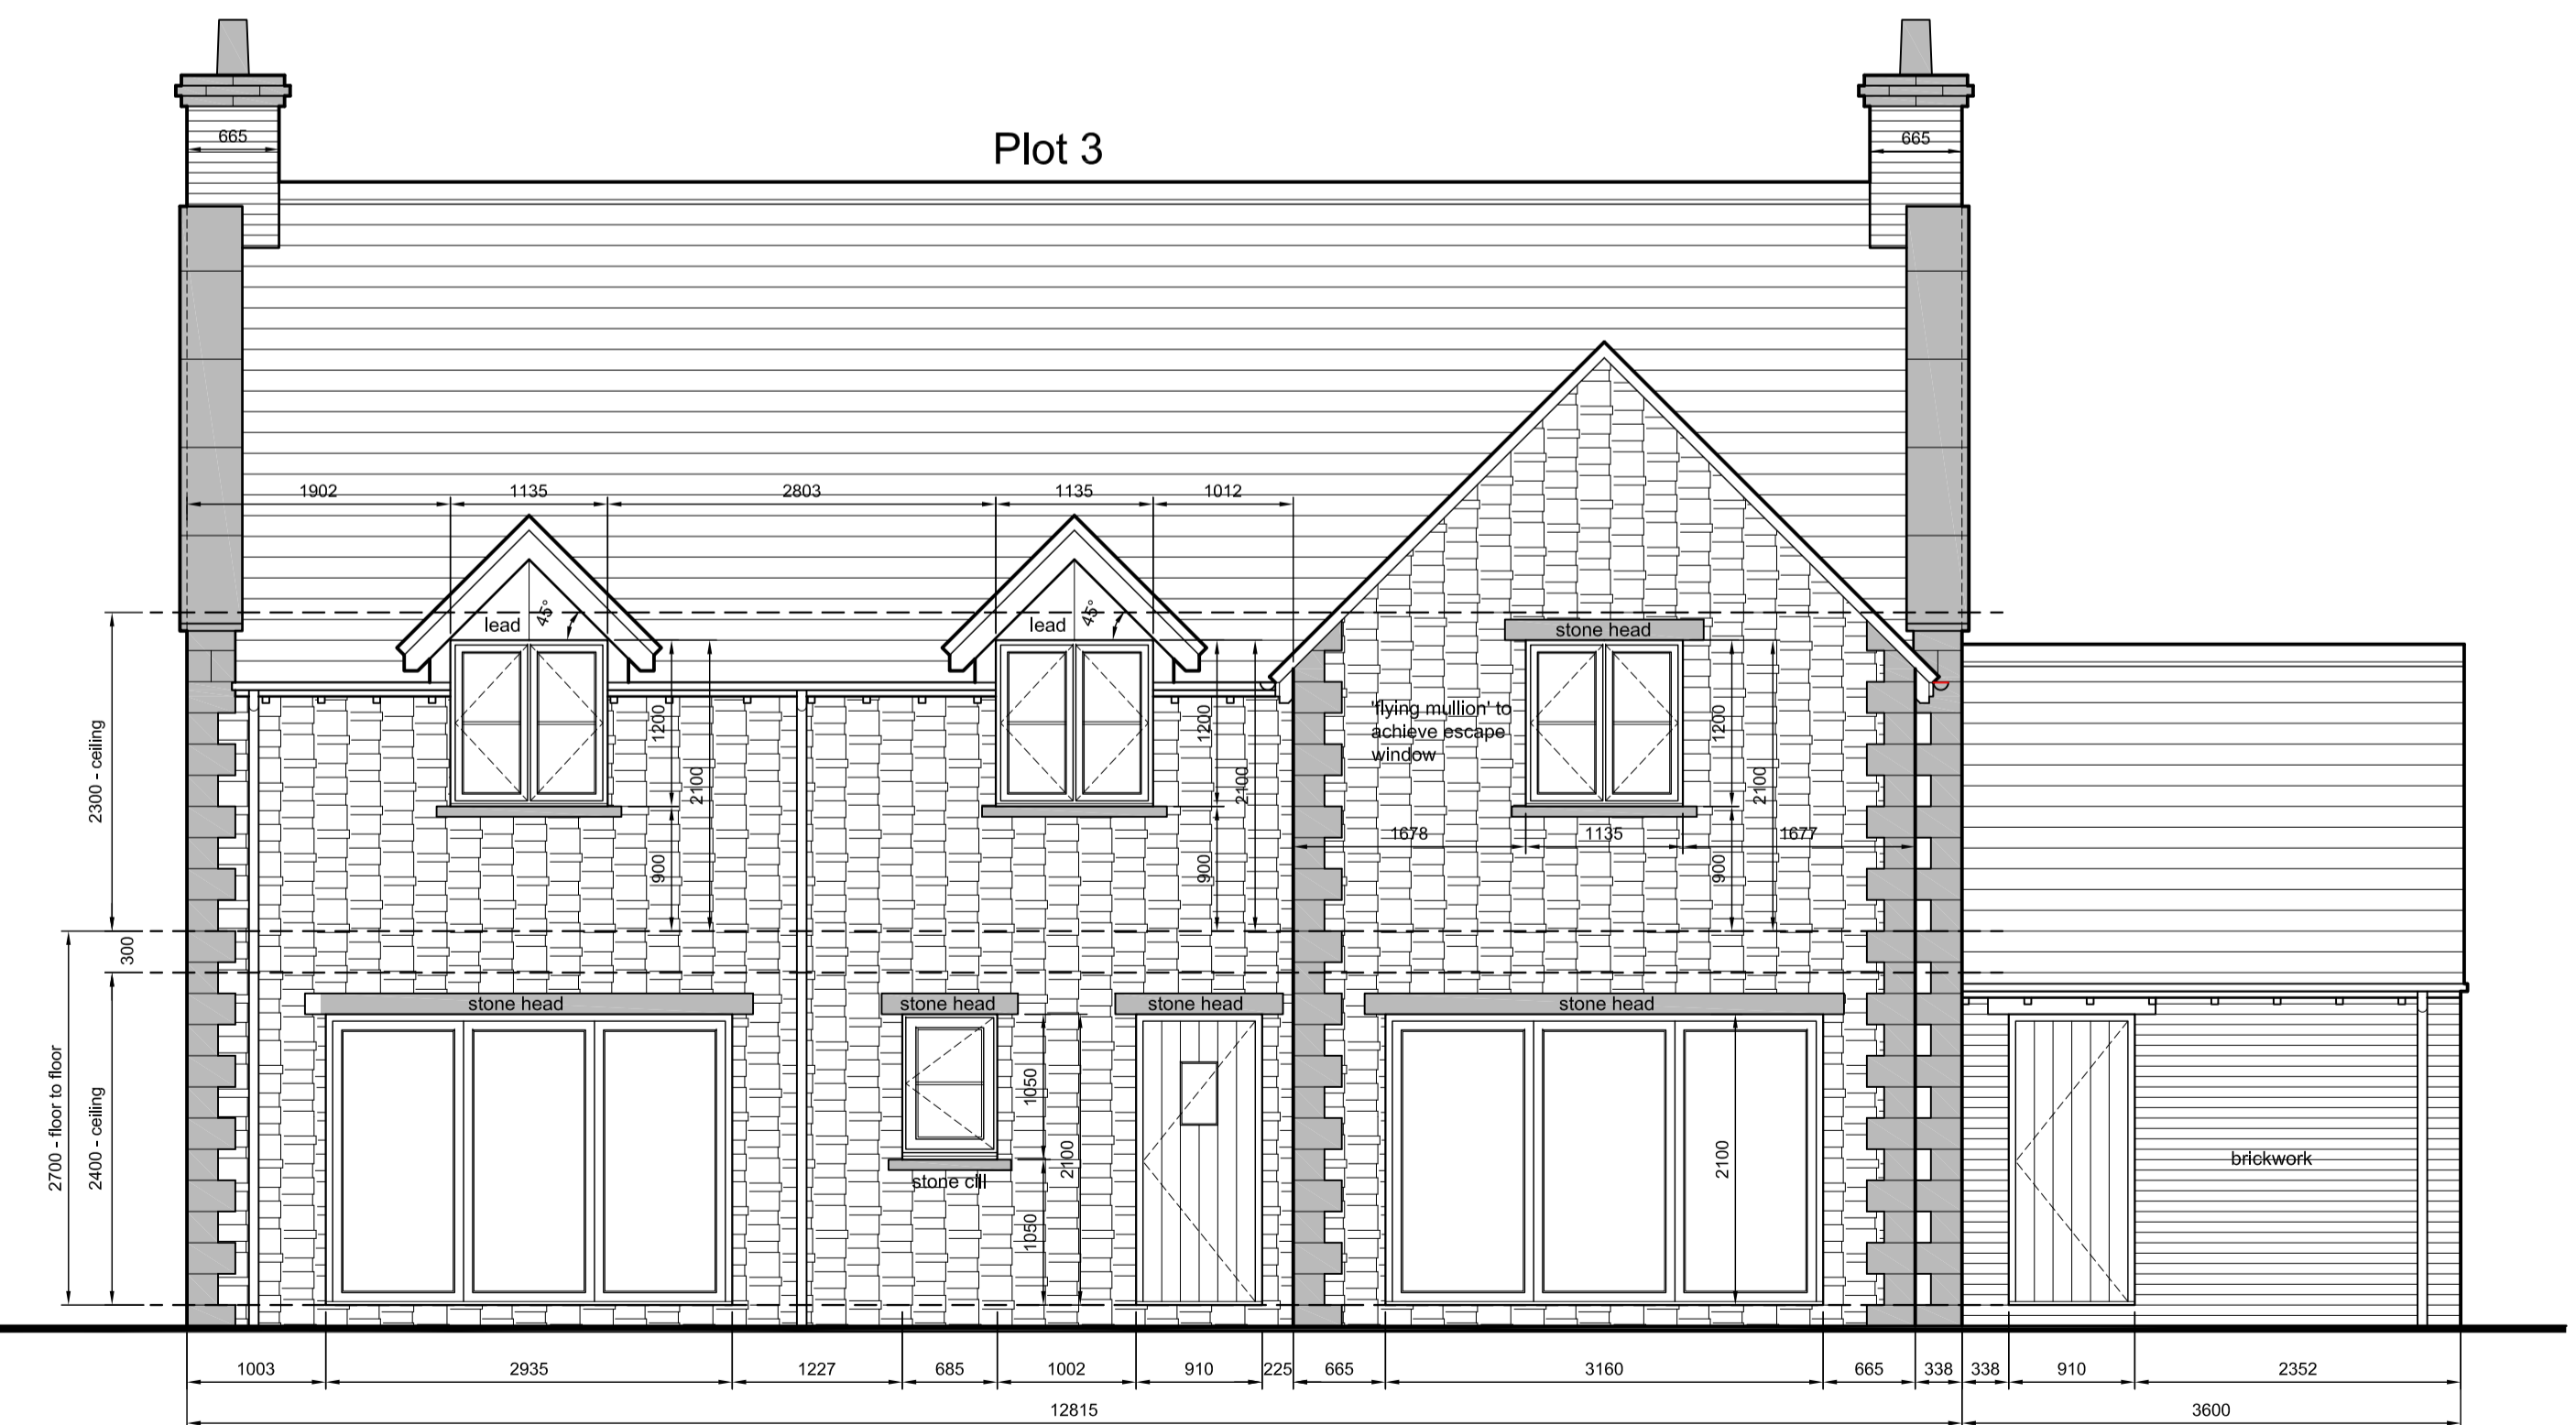 665
Plot 3
665
1902
1135
2803
1135
1012
lead
45°
lead
45°
stone head
2300 - ceiling
1200
2100
900
1200
2100
900
'flying mullion' to
achieve escape
window
1200
2100
900
1678
1135
1677
300
2700 - floor to floor
2400 - ceiling
stone head
stone head
stone head
stone head
1050
2100
1050
stone cill
2100
brickwork
1003
2935
1227
685
1002
910
225
665
3160
665
338
338
910
2352
12815
3600